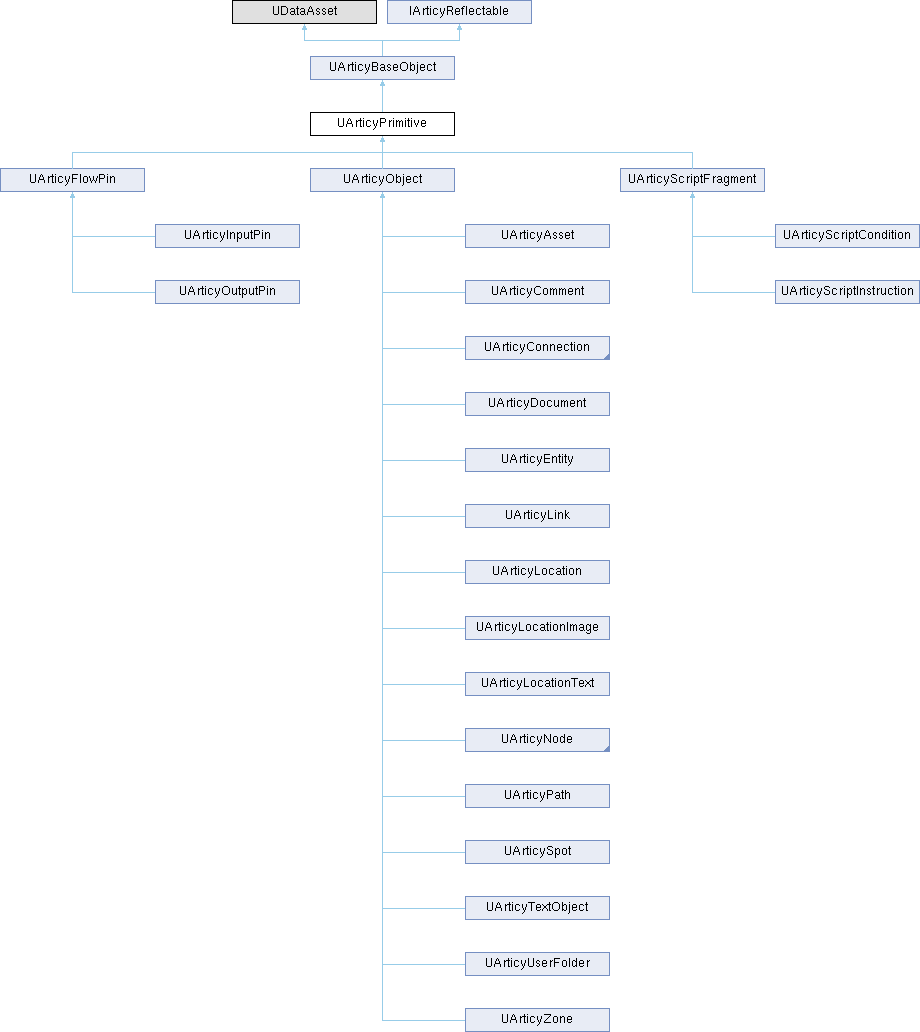 UDataAsset
IArticyReflectable
UArticyBaseObject
UArticyPrimitive
UArticyFlowPin
UArticyObject
UArticyScriptFragment
UArticyInputPin
UArticyAsset
UArticyScriptCondition
UArticyOutputPin
UArticyComment
UArticyScriptInstruction
UArticyConnection
UArticyDocument
UArticyEntity
UArticyLink
UArticyLocation
UArticyLocationImage
UArticyLocationText
UArticyNode
UArticyPath
UArticySpot
UArticyTextObject
UArticyUserFolder
UArticyZone